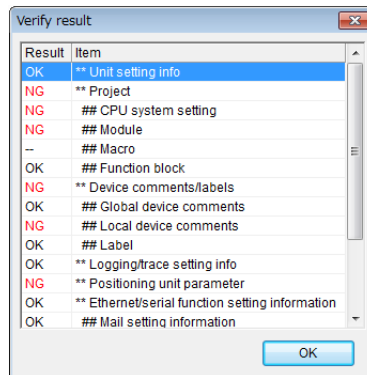 Verify result
Result Item
OK ** Unit setting info
NG ** Project
NG ## CPU system setting
NG ## Module
-- ## Macro
OK ## Function block
NG ** Device comments/labels
OK ## Global device comments
NG ## Local device comments
OK ## Label
OK ** Logging/trace setting info
NG ** Positioning unit parameter
OK ** Ethernet/serial function setting information
OK ## Mail setting information
OK